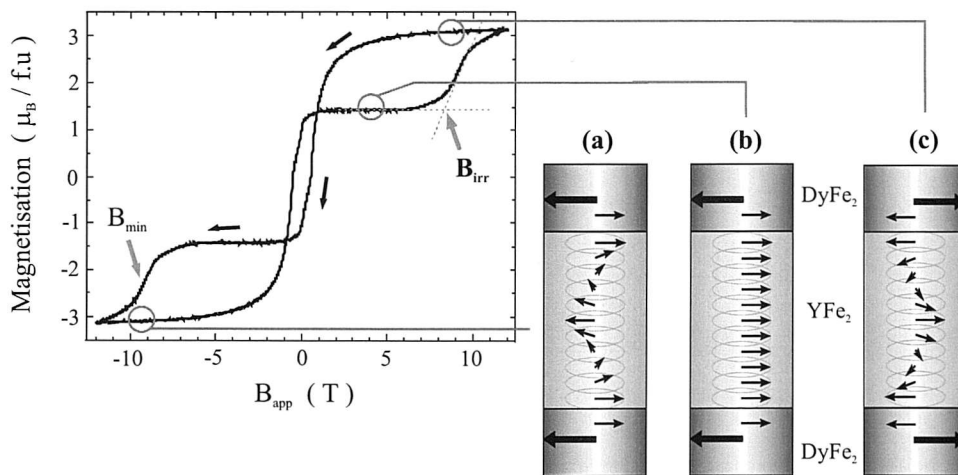 3
2
1
0
-1
-2
-3
Magnetisation ( μB / f.u )
-10 -5 0 5 10
Bapp ( T )
Bmin
Birr
(a) (b) (c)
DyFe2
YFe2
DyFe2